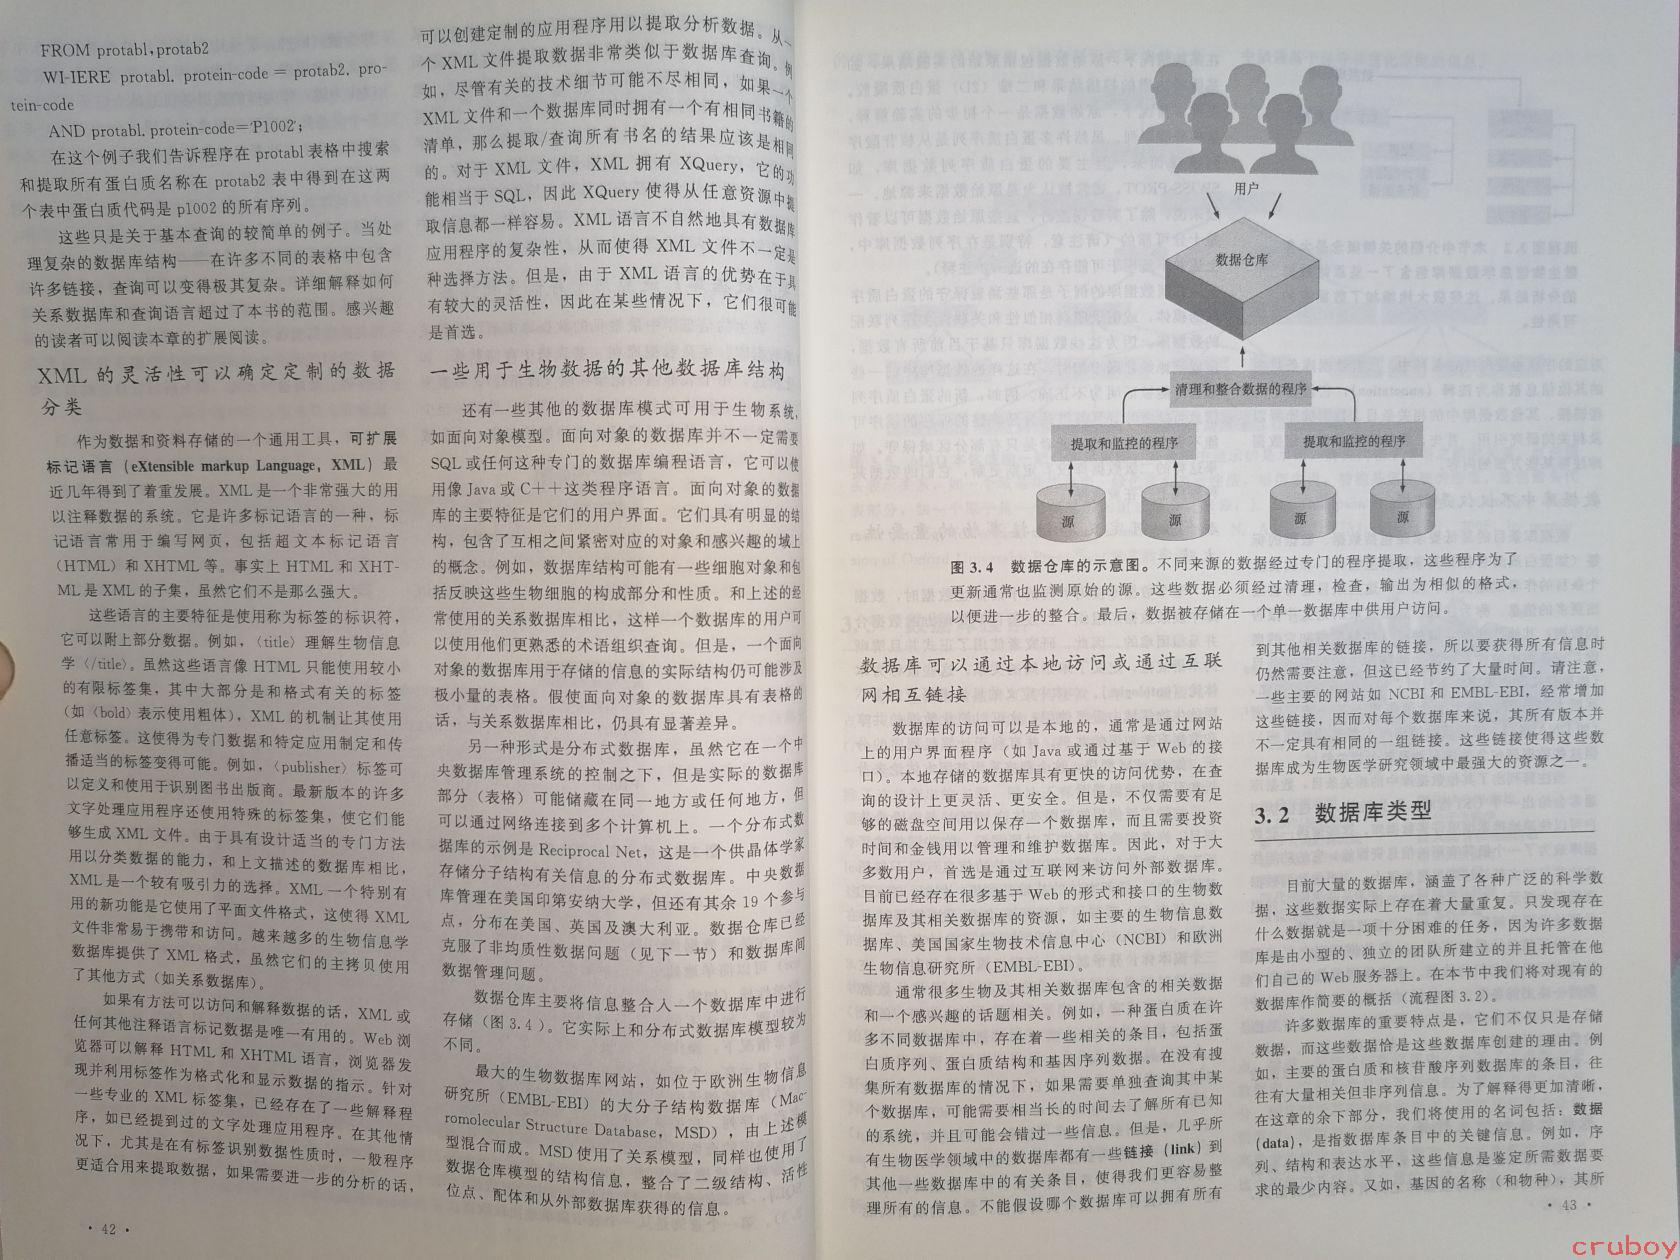 FROM protabl,protab2
WI-IERE protabl. protein-code = protab2. pro-
tein-code
AND protabl. protein-code='P1002';
在这个例子我们告诉程序在 protabl 表格中搜索
和提取所有蛋白质名称在 protab2 表中得到在这两
个表中蛋白质代码是 p1002 的所有序列。
这些只是关于基本查询的较简单的例子。当处
理复杂的数据库结构——在许多不同的表格中包含
许多链接，查询可以变得极其复杂。详细解释如何
关系数据库和查询语言超过了本书的范围。感兴趣
的读者可以阅读本章的扩展阅读。
XML 的灵活性可以确定定制的数据
分类
作为数据和资料存储的一个通用工具，可扩展
标记语言（eXtensible markup Language，XML）最
近几年得到了着重发展。XML 是一个非常强大的用
以注释数据的系统。它是许多标记语言的一种，标
记语言常用于编写网页，包括超文本标记语言
（HTML）和 XHTML 等。事实上 HTML 和 XHT-
ML 是 XML 的子集，虽然它们不是那么强大。
这些语言的主要特征是使用称为标签的标识符，
它可以附上部分数据。例如，〈title〉理解生物信息
学〈/title〉。虽然这些语言像 HTML 只能使用较小
的有限标签集，其中大部分是和格式有关的标签
（如〈bold〉表示使用粗体），XML 的机制让其使用
任意标签。这使得为专门数据和特定应用制定和传
播适当的标签变得可能。例如，〈publisher〉标签可
以定义和使用于识别图书出版商。最新版本的许多
文字处理应用程序还使用特殊的标签集，使它们能
够生成 XML 文件。由于具有设计适当的专门方法
用以分类数据的能力，和上文描述的数据库相比，
XML 是一个较有吸引力的选择。XML 一个特别有
用的新功能是它使用了平面文件格式，这使得 XML
文件非常易于携带和访问。越来越多的生物信息学
数据库提供了 XML 格式，虽然它们的主拷贝使用
了其他方式（如关系数据库）。
如果有方法可以访问和解释数据的话，XML 或
任何其他注释语言标记数据是唯一有用的。Web 浏
览器可以解释 HTML 和 XHTML 语言，浏览器发
现并利用标签作为格式化和显示数据的指示。针对
一些专业的 XML 标签集，已经存在了一些解释程
序，如已经提到过的文字处理应用程序。在其他情
况下，尤其是在有标签识别数据性质时，一般程序
更适合用来提取数据，如果需要进一步的分析的话，
· 42 ·
可以创建定制的应用程序用以提取分析数据。从一
个 XML 文件提取数据非常类似于数据库查询。例
如，尽管有关的技术细节可能不尽相同，如果一个
XML 文件和一个数据库同时拥有一个有相同书籍的
清单，那么提取/查询所有书名的结果应该是相同
的。对于 XML 文件，XML 拥有 XQuery，它的功
能相当于 SQL，因此 XQuery 使得从任意资源中提
取信息都一样容易。XML 语言不自然地具有数据库
应用程序的复杂性，从而使得 XML 文件不一定是
种选择方法。但是，由于 XML 语言的优势在于具
有较大的灵活性，因此在某些情况下，它们很可能
是首选。
一些用于生物数据的其他数据库结构
还有一些其他的数据库模式可用于生物系统，
如面向对象模型。面向对象的数据库并不一定需要
SQL 或任何这种专门的数据库编程语言，它可以使
用像 Java 或 C++这类程序语言。面向对象的数据
库的主要特征是它们的用户界面。它们具有明显的结
构，包含了互相之间紧密对应的对象和感兴趣的域上
的概念。例如，数据库结构可能有一些细胞对象和包
括反映这些生物细胞的构成部分和性质。和上述的经
常使用的关系数据库相比，这样一个数据库的用户可
以使用他们更熟悉的术语组织查询。但是，一个面向
对象的数据库用于存储的信息的实际结构仍可能涉及
极小量的表格。假使面向对象的数据库具有表格的
话，与关系数据库相比，仍具有显著差异。
另一种形式是分布式数据库，虽然它在一个中
央数据库管理系统的控制之下，但是实际的数据库
部分（表格）可能储藏在同一地方或任何地方，但
可以通过网络连接到多个计算机上。一个分布式数
据库的示例是 Reciprocal Net，这是一个供晶体学家
存储分子结构有关信息的分布式数据库。中央数据
库管理在美国印第安纳大学，但还有其余 19 个参与
点，分布在美国、英国及澳大利亚。数据仓库已经
克服了非均质性数据问题（见下一节）和数据库间
数据管理问题。
数据仓库主要将信息整合入一个数据库中进行
存储（图 3.4）。它实际上和分布式数据库模型较为
不同。
最大的生物数据库网站，如位于欧洲生物信息
研究所（EMBL-EBI）的大分子结构数据库（Mac-
romolecular Structure Database，MSD），由上述模
型混合而成。MSD 使用了关系模型，同样也使用了
数据仓库模型的结构信息，整合了二级结构、活性
位点、配体和从外部数据库获得的信息。
用户
数据仓库
清理和整合数据的程序
提取和监控的程序
提取和监控的程序
源
源
源
源
图 3.4 数据仓库的示意图。不同来源的数据经过专门的程序提取，这些程序为了
更新通常也监测原始的源。这些数据必须经过清理，检查，输出为相似的格式，
以便进一步的整合。最后，数据被存储在一个单一数据库中供用户访问。
数据库可以通过本地访问或通过互联
网相互链接
数据库的访问可以是本地的，通常是通过网站
上的用户界面程序（如 Java 或通过基于 Web 的接
口）。本地存储的数据库具有更快的访问优势，在查
询的设计上更灵活、更安全。但是，不仅需要有足
够的磁盘空间用以保存一个数据库，而且需要投资
时间和金钱用以管理和维护数据库。因此，对于大
多数用户，首选是通过互联网来访问外部数据库。
目前已经存在很多基于 Web 的形式和接口的生物数
据库及其相关数据库的资源，如主要的生物信息数
据库、美国国家生物技术信息中心（NCBI）和欧洲
生物信息研究所（EMBL-EBI）。
通常很多生物及其相关数据库包含的相关数据
和一个感兴趣的话题相关。例如，一种蛋白质在许
多不同数据库中，存在着一些相关的条目，包括蛋
白质序列、蛋白质结构和基因序列数据。在没有搜
集所有数据库的情况下，如果需要单独查询其中某
个数据库，可能需要相当长的时间去了解所有已知
的系统，并且可能会错过一些信息。但是，几乎所
有生物医学领域中的数据库都有一些链接（link）到
其他一些数据库中的有关条目，使得我们更容易整
理所有的信息。不能假设哪个数据库可以拥有所有
到其他相关数据库的链接，所以要获得所有信息时
仍然需要注意，但这已经节约了大量时间。请注意，
一些主要的网站如 NCBI 和 EMBL-EBI，经常增加
这些链接，因而对每个数据库来说，其所有版本并
不一定具有相同的一组链接。这些链接使得这些数
据库成为生物医学研究领域中最强大的资源之一。
3.2 数据库类型
目前大量的数据库，涵盖了各种广泛的科学数
据，这些数据实际上存在着大量重复。只发现存在
什么数据就是一项十分困难的任务，因为许多数据
库是由小型的、独立的团队所建立的并且托管在他
们自己的 Web 服务器上。在本节中我们将对现有的
数据库作简要的概括（流程图 3.2）。
许多数据库的重要特点是，它们不仅只是存储
数据，而这些数据恰是这些数据库创建的理由。例
如，主要的蛋白质和核苷酸序列数据库的条目，往
往有大量相关但非序列信息。为了解释得更加清晰，
在这章的余下部分，我们将使用的名词包括：数据
(data)，是指数据库条目中的关键信息。例如，序
列、结构和表达水平，这些信息是鉴定所需数据要
求的最少内容。又如，基因的名称（和物种），其所
· 43 ·
cruboy